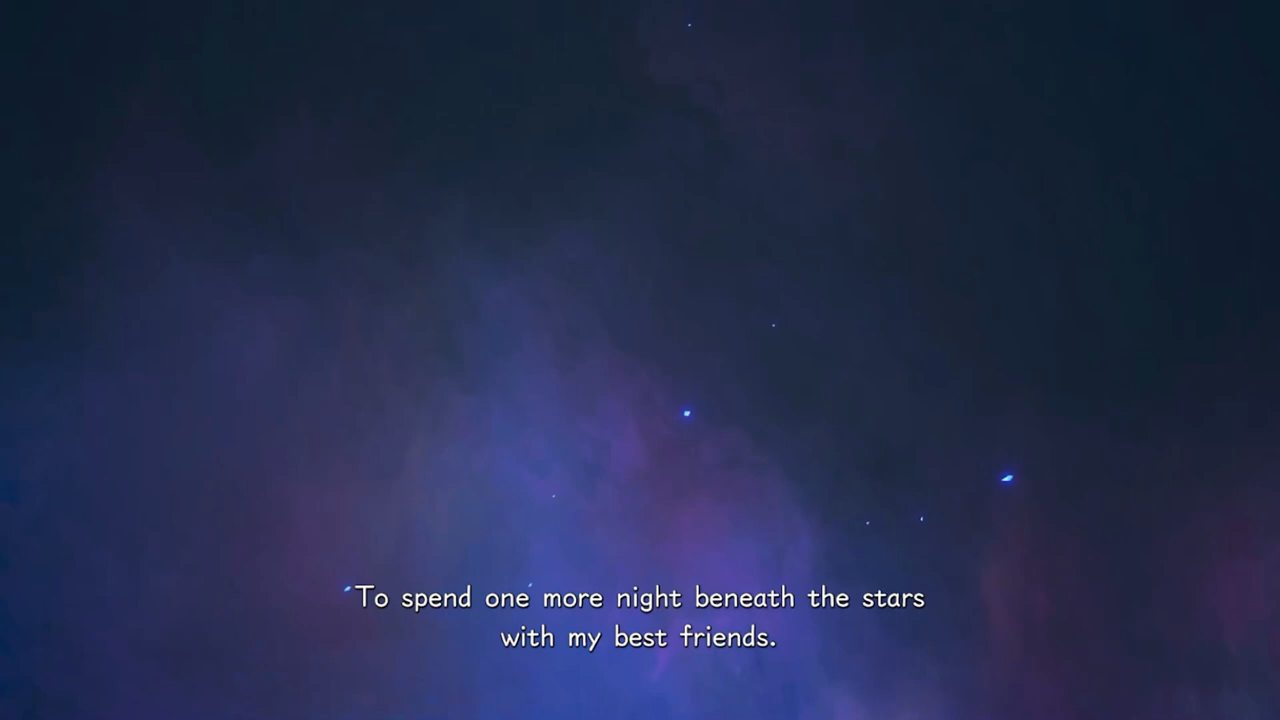 To spend one more night beneath the stars
with my best friends.